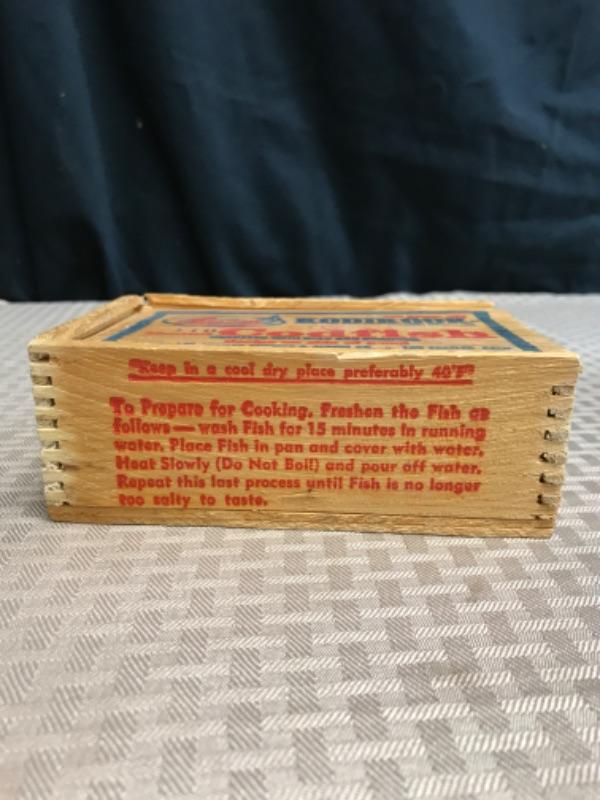 Codfish
"Keep in a cool dry place preferably 40°F"
To Prepare for Cooking, Freshen the Fish as
follows — wash Fish for 15 minutes in running
water. Place Fish in pan and cover with water.
Heat Slowly (Do Not Boil) and pour off water.
Repeat this last process until Fish is no longer
too salty to taste.